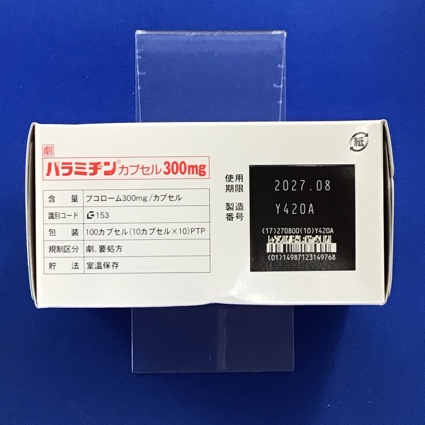 劇
パラミヂン®カプセル300mg
含　量 ブコローム300mg/カプセル
識別コード 153
包　装 100カプセル(10カプセル×10)PTP
規制区分 劇、要処方
貯　法 室温保存
使用
期限
2027.08
製造
番号
Y420A
(17)270800(10)Y420A
(01)14987123149768
紙